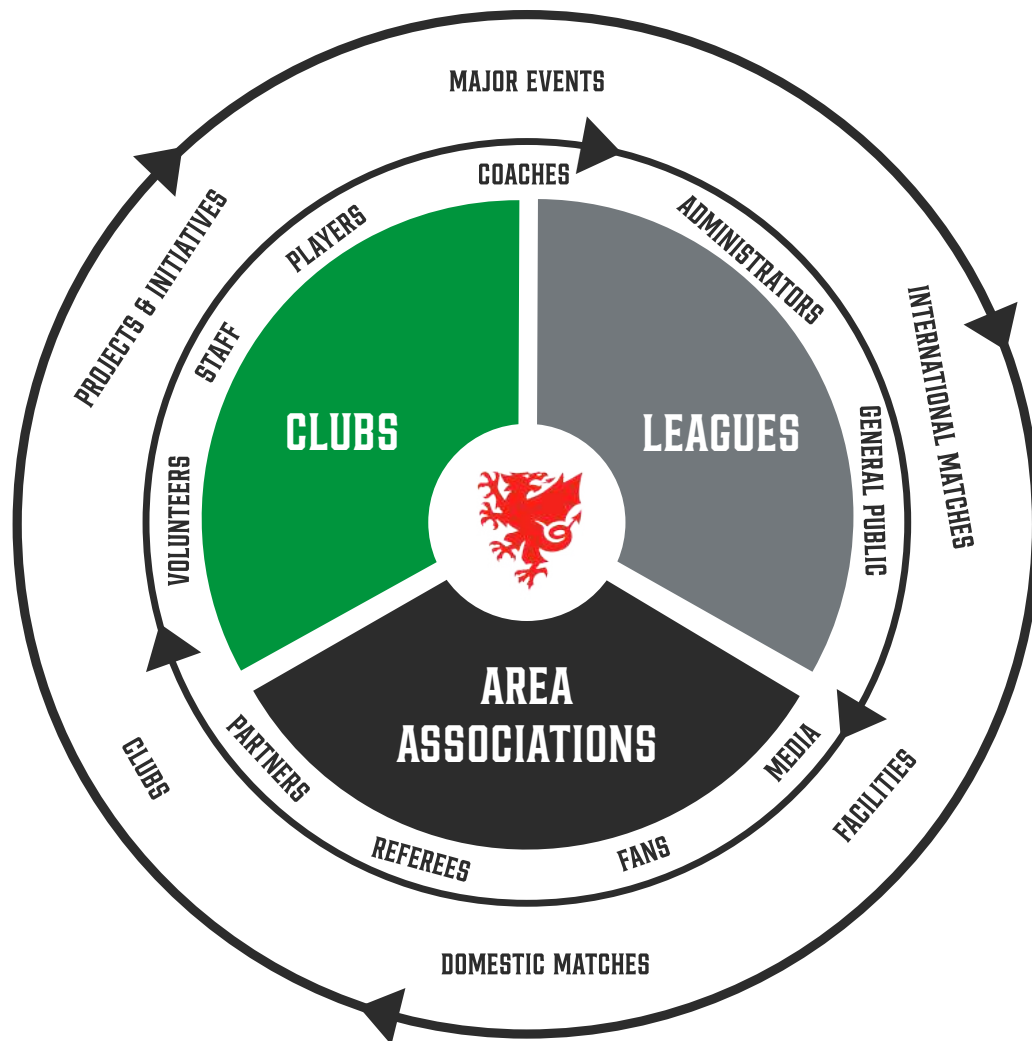 MAJOR EVENTS
INTERNATIONAL MATCHES
FACILITIES
DOMESTIC MATCHES
CLUBS
PROJECTS & INITIATIVES
COACHES
ADMINISTRATORS
GENERAL PUBLIC
MEDIA
FANS
REFEREES
PARTNERS
VOLUNTEERS
STAFF
PLAYERS
CLUBS
LEAGUES
AREA
ASSOCIATIONS